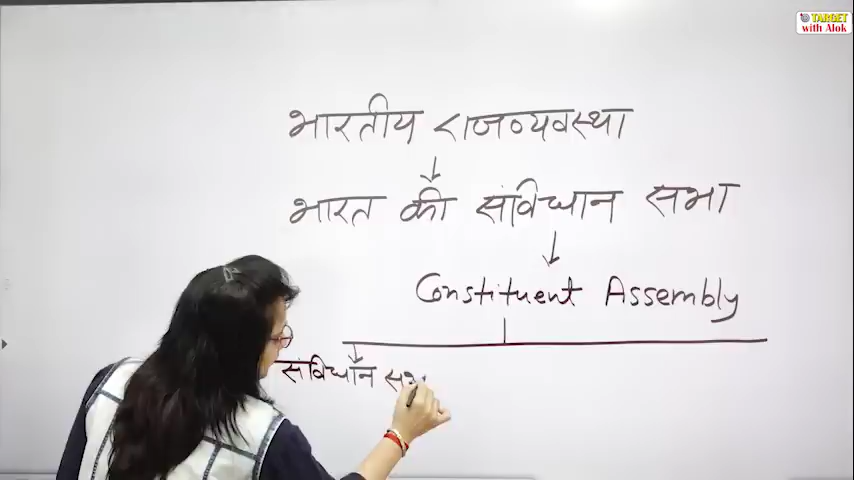 TARGET
with Alok
भारतीय राजव्यवस्था
भारत की संविधान सभा
Constituent Assembly
संविधान